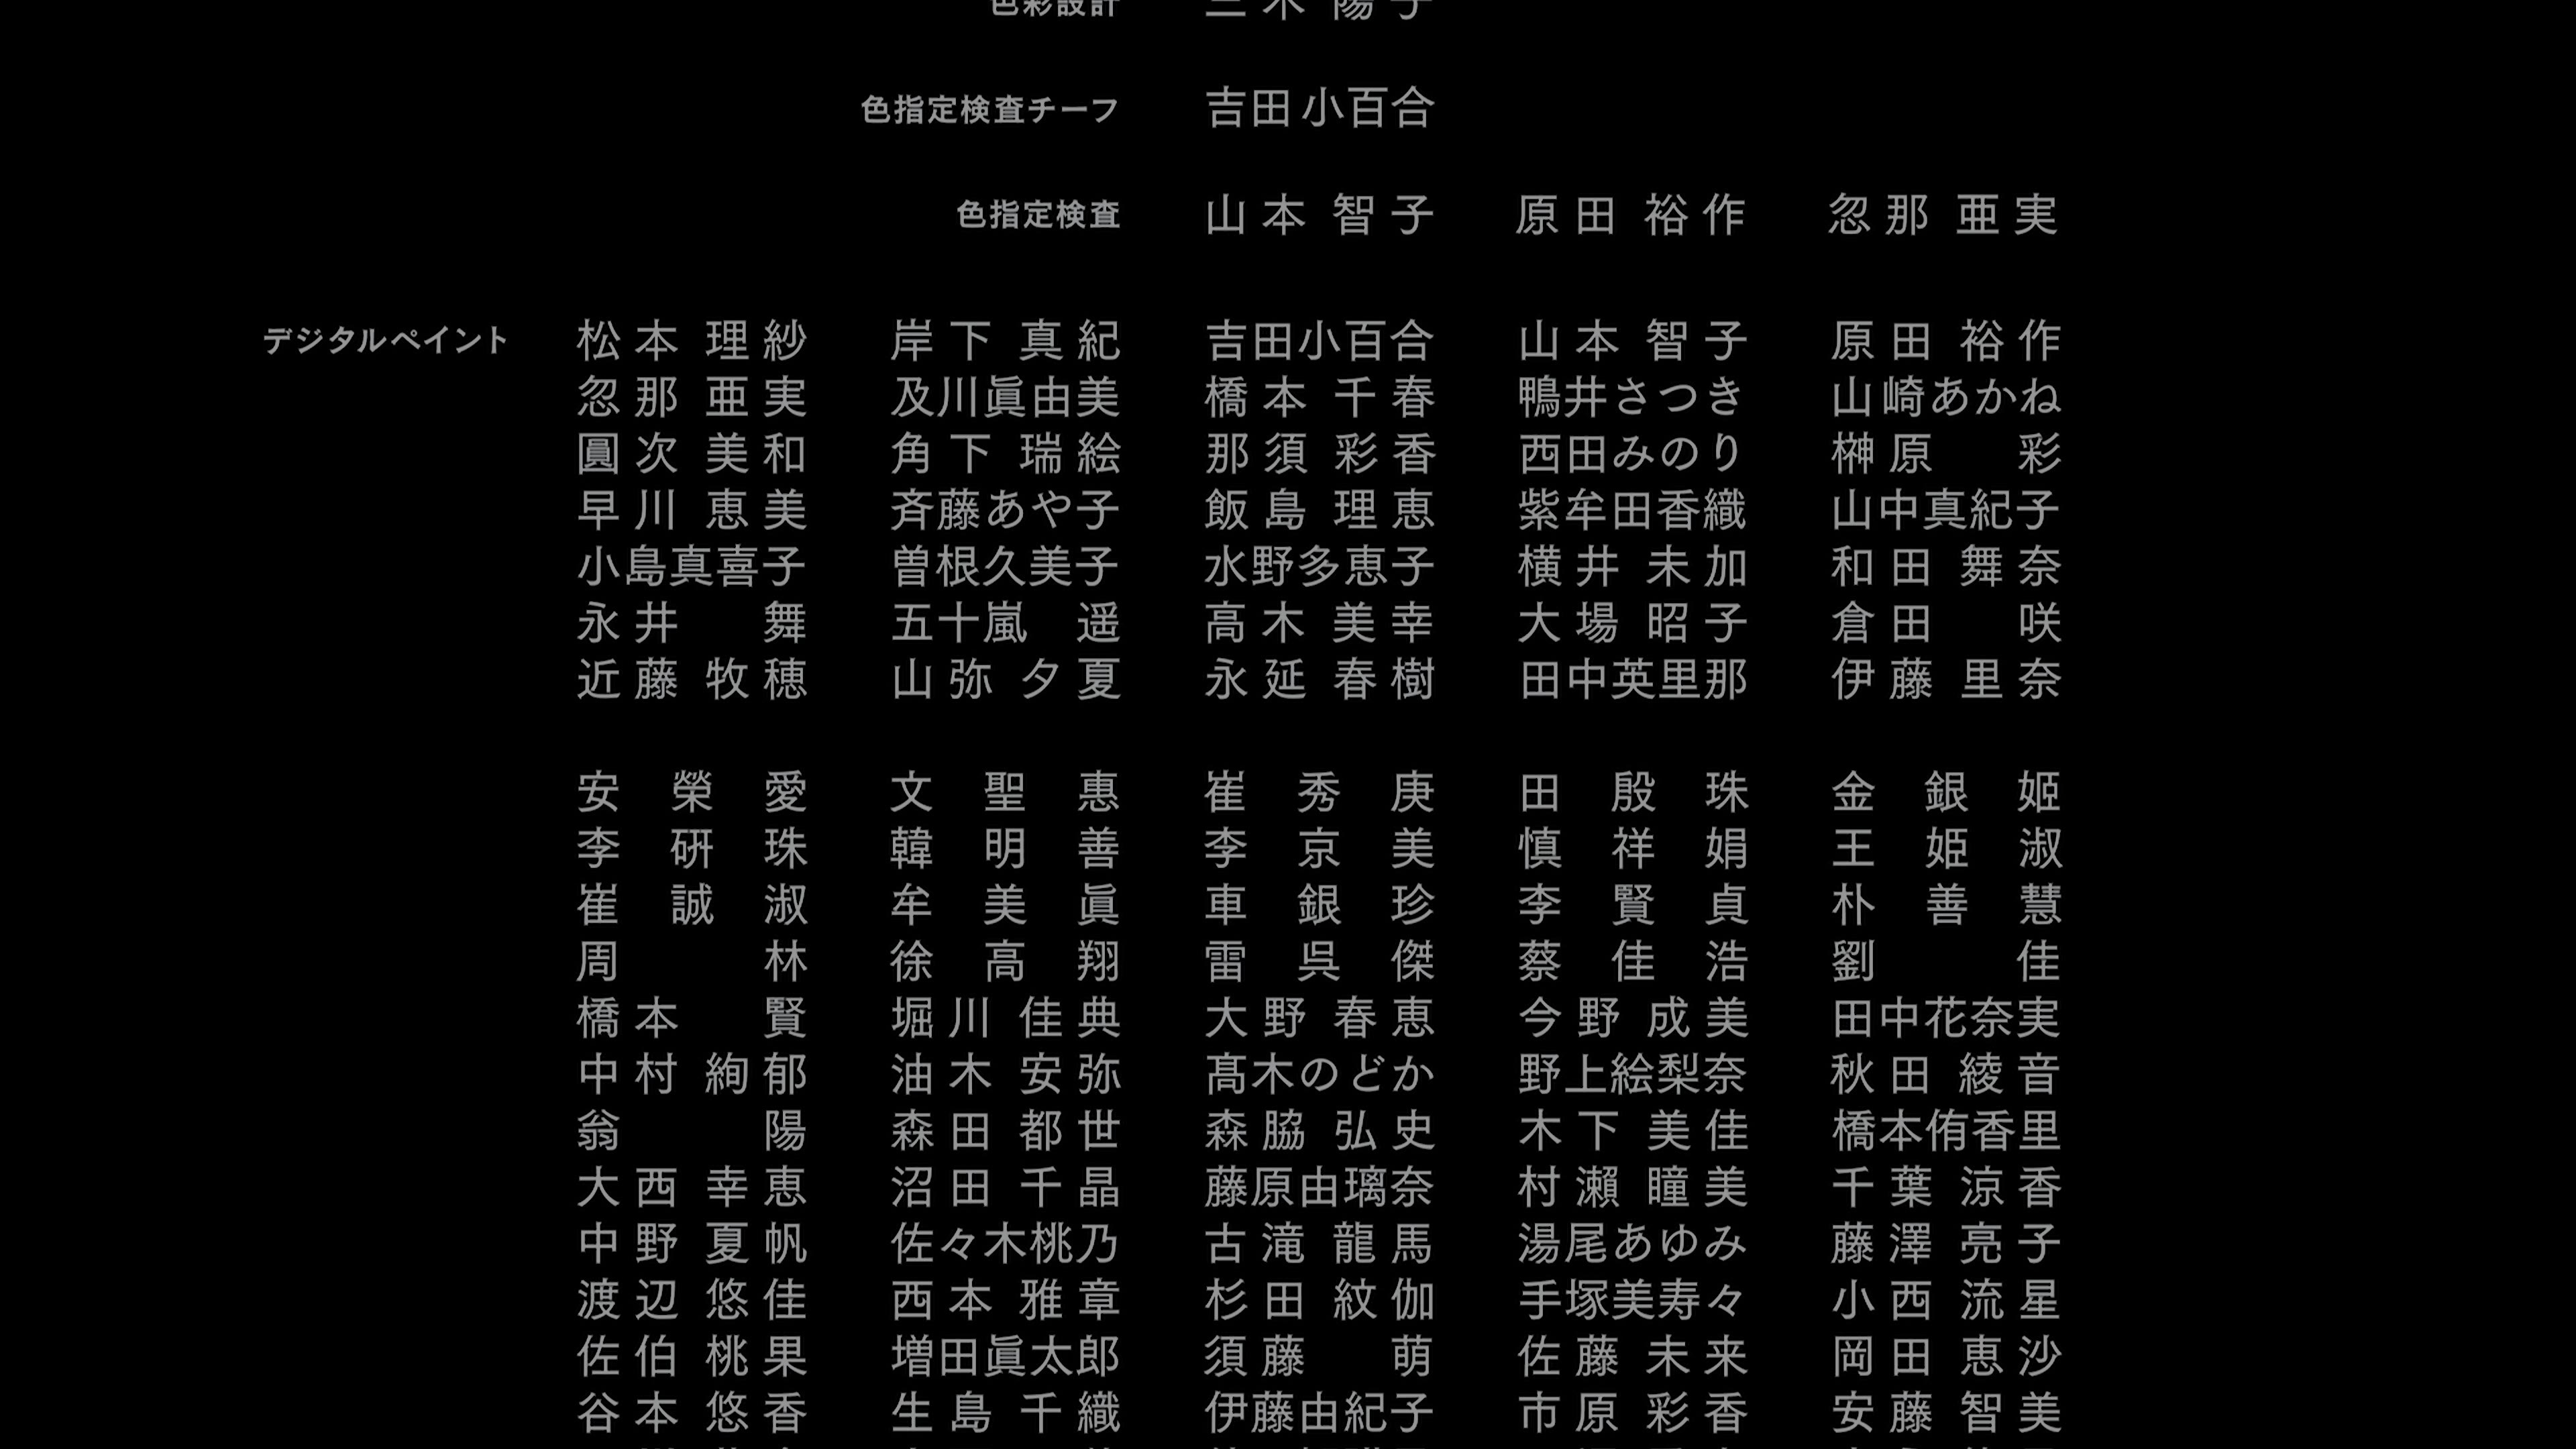 色彩設計 三木 陽子
色指定検査チーフ 吉田小百合
色指定検査 山本 智子 原田 裕作 忽那 亜実
デジタルペイント 松本 理紗 岸下 真紀 吉田小百合 山本 智子 原田 裕作
忽那 亜実 及川眞由美 橋本 千春 鴨井さつき 山崎あかね
圓次 美和 角下 瑞絵 那須 彩香 西田みのり 榊原 彩
早川 恵美 斉藤あや子 飯島 理恵 紫牟田香織 山中真紀子
小島真喜子 曽根久美子 水野多恵子 横井 未加 和田 舞奈
永井 舞 五十嵐 遥 高木 美幸 大場 昭子 倉田 咲
近藤 牧穂 山弥 夕夏 永延 春樹 田中英里那 伊藤 里奈
安 榮 愛 文 聖 惠 崔 秀 庚 田 殷 珠 金 銀 姫
李 硏 珠 韓 明 善 李 京 美 慎 祥 娟 王 姫 淑
崔 誠 淑 牟 美 眞 車 銀 珍 李 賢 貞 朴 善 慧
周 林 徐 高 翔 雷 呉 傑 蔡 佳 浩 劉 佳
橋本 賢 堀川 佳典 大野 春恵 今野 成美 田中花奈実
中村 絢郁 油木 安弥 髙木のどか 野上絵梨奈 秋田 綾音
翁 陽 森田 都世 森脇 弘史 木下 美佳 橋本侑香里
大西 幸恵 沼田 千晶 藤原由璃奈 村瀬 瞳美 千葉 涼香
中野 夏帆 佐々木桃乃 古滝 龍馬 湯尾あゆみ 藤澤 亮子
渡辺 悠佳 西本 雅章 杉田 紋伽 手塚美寿々 小西 流星
佐伯 桃果 増田眞太郎 須藤 萌 佐藤 未来 岡田 恵沙
谷本 悠香 生島 千織 伊藤由紀子 市原 彩香 安藤 智美